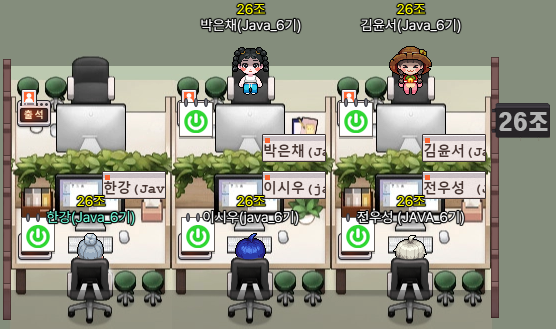 26조
박은채(Java_6기)
26조
김윤서(Java_6기)
출석
26조
박은채(Ja
김윤서(J
한강(Jav
이시우(ja
전우성 (J
26조
한강(Java_6기)
26조
이시우(java_6기)
26조
전우성 (JAVA_6기)